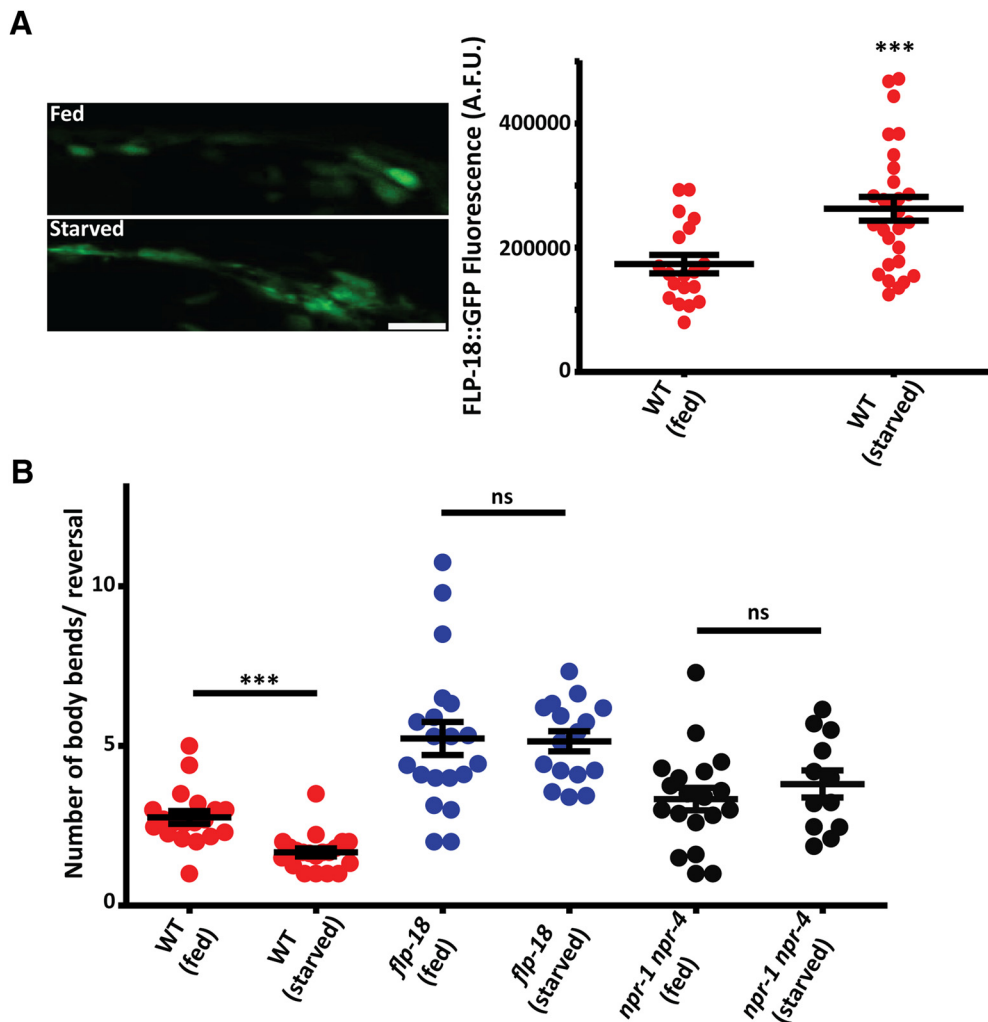 A
Fed
Starved
FLP-18::GFP Fluorescence (A.F.U.)
***
400000
200000
0
WT
(fed)
WT
(starved)
B
Number of body bends/ reversal
10
5
0
***
ns
ns
WT
(fed)
WT
(starved)
flp-18
(fed)
flp-18
(starved)
npr-1 npr-4
(fed)
npr-1 npr-4
(starved)